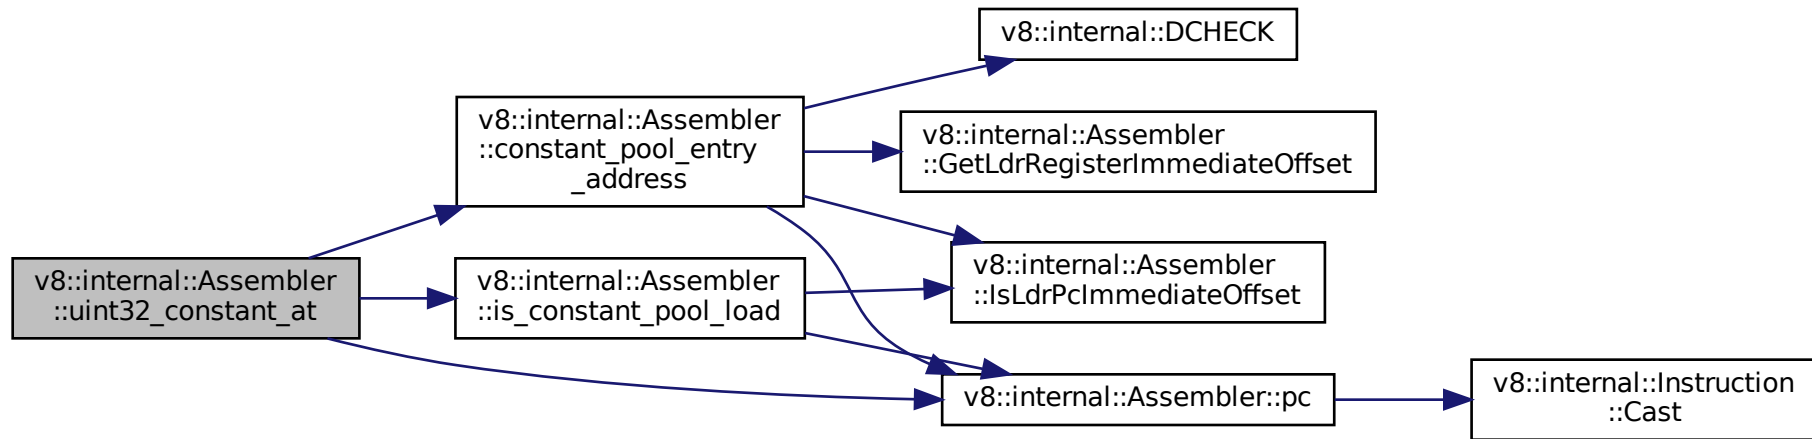 v8::internal::Assembler
::uint32_constant_at
v8::internal::Assembler
::constant_pool_entry
_address
v8::internal::Assembler
::is_constant_pool_load
v8::internal::DCHECK
v8::internal::Assembler
::GetLdrRegisterImmediateOffset
v8::internal::Assembler
::IsLdrPcImmediateOffset
v8::internal::Assembler::pc
v8::internal::Instruction
::Cast